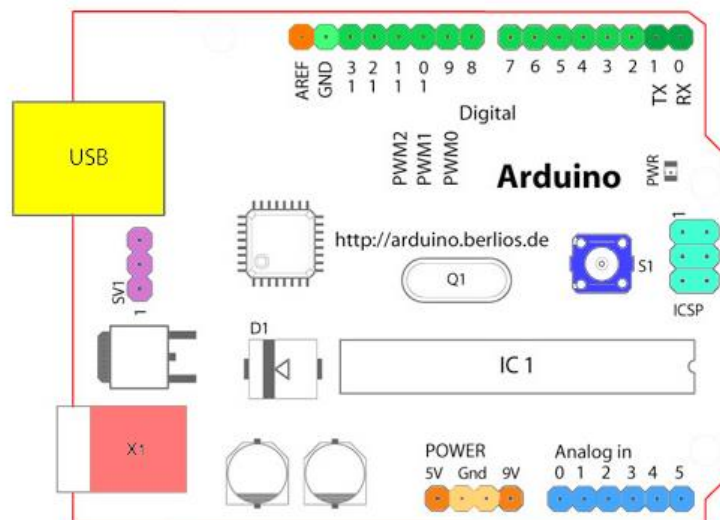 AREF
GND
13
12
11
10
9
8
7
6
5
4
3
2
1
0
TX
RX
Digital
PWM2
PWM1
PWM0
Arduino
PWR
USB
http://arduino.berlios.de
1
SV1
1
Q1
S1
ICSP
D1
IC 1
X1
POWER
5V Gnd 9V
Analog in
0 1 2 3 4 5